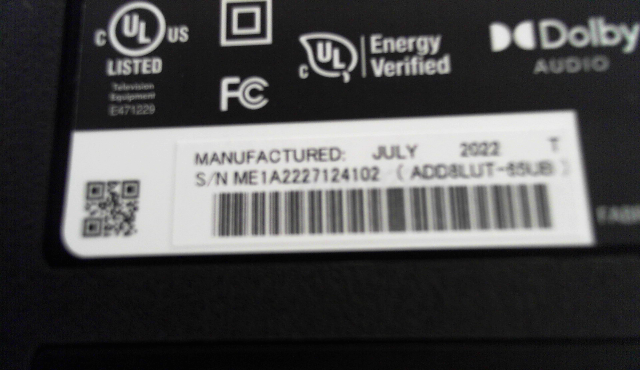 c UL US
LISTED
Television
Equipment
E471229
FC
c UL Energy
Verified
Dolby
AUDIO
MANUFACTURED: JULY 2022 T
S/N ME1A2227124102 ( ADD8LUT-65UB )